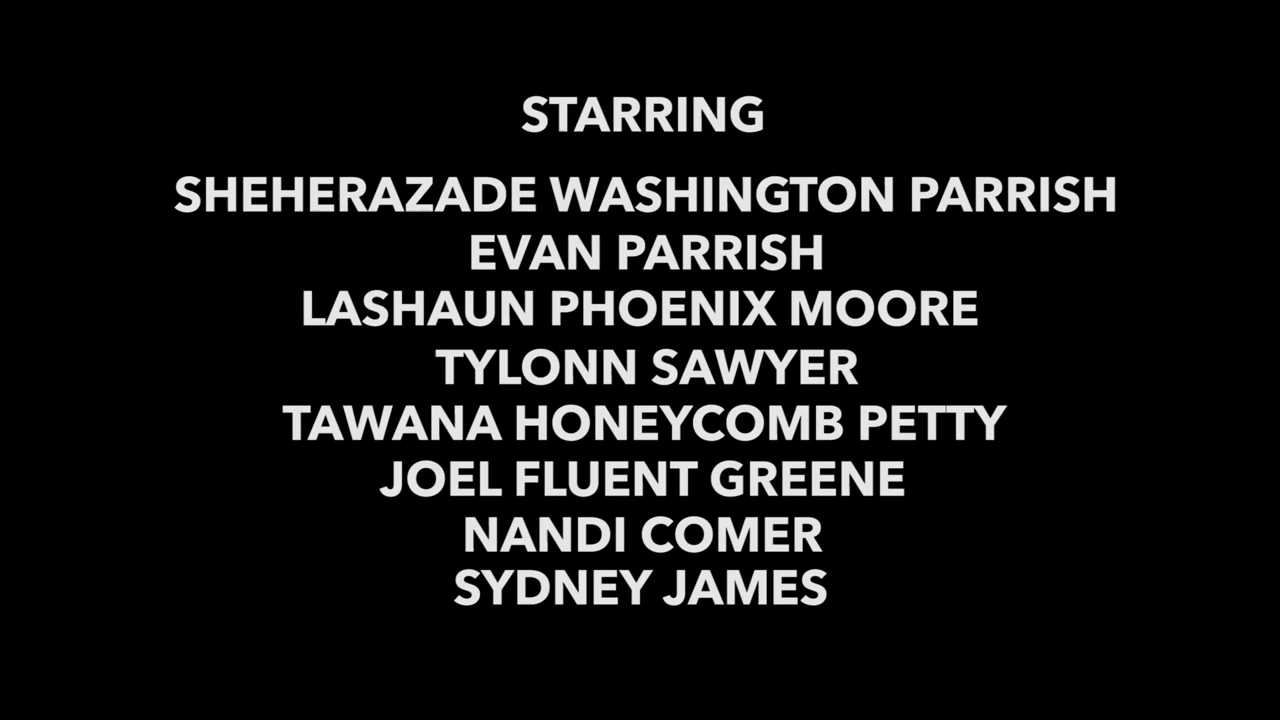 STARRING
SHEHERAZADE WASHINGTON PARRISH
EVAN PARRISH
LASHAUN PHOENIX MOORE
TYLONN SAWYER
TAWANA HONEYCOMB PETTY
JOEL FLUENT GREENE
NANDI COMER
SYDNEY JAMES